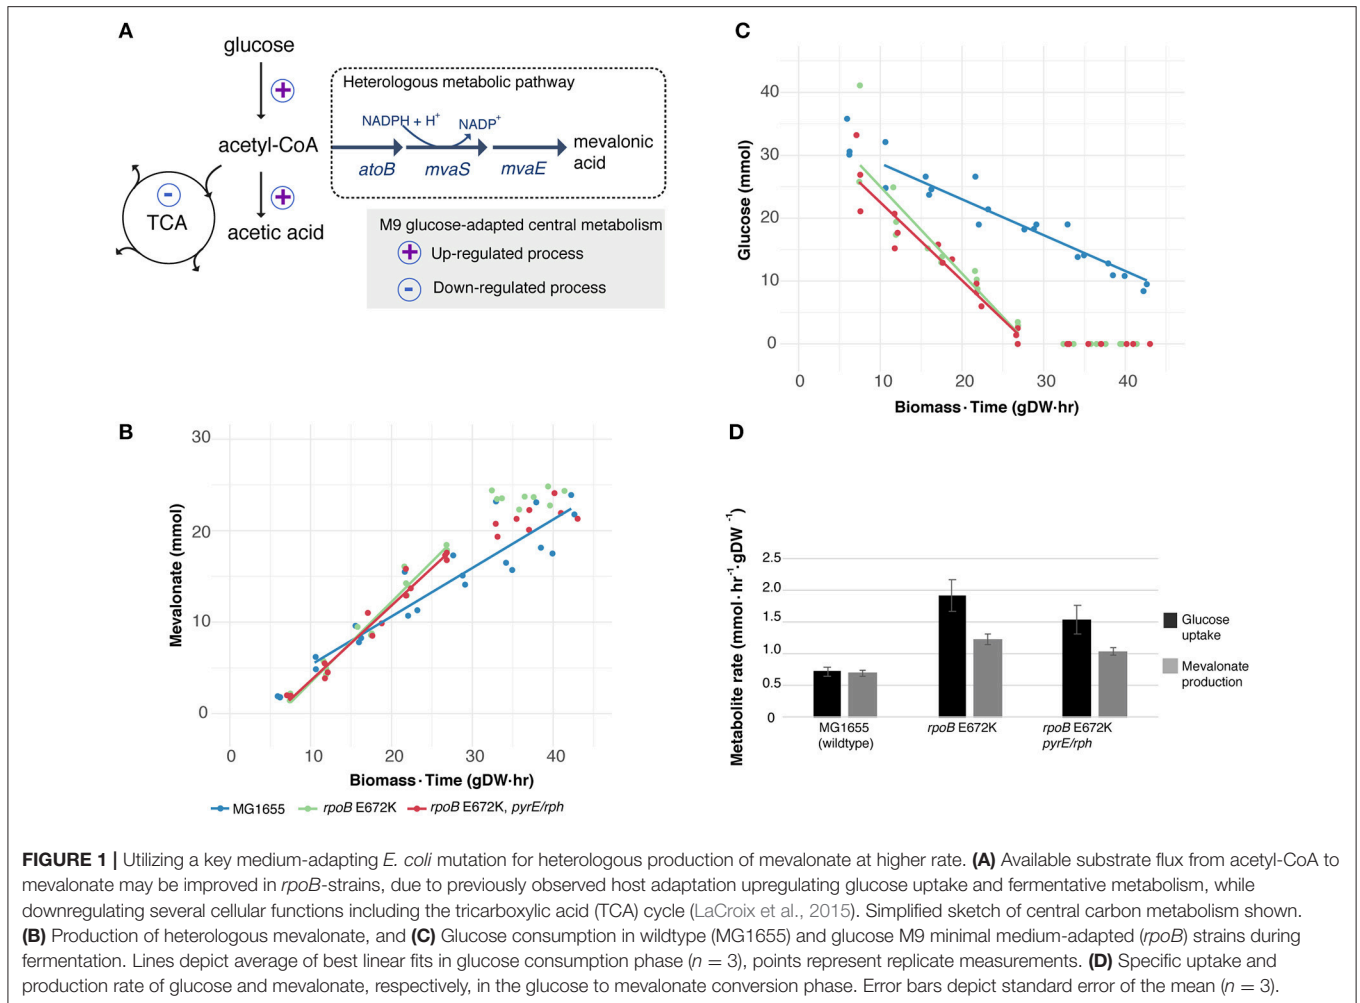 A
glucose
+
acetyl-CoA
+
-
TCA
acetic acid
Heterologous metabolic pathway
NADPH + H+
NADP+
atoB
mvaS
mvaE
mevalonic
acid
M9 glucose-adapted central metabolism
+ Up-regulated process
- Down-regulated process
C
Glucose (mmol)
40
30
20
10
0
0 10 20 30 40
Biomass·Time (gDW·hr)
B
Mevalonate (mmol)
30
20
10
0
0 10 20 30 40
Biomass·Time (gDW·hr)
MG1655 rpoB E672K rpoB E672K, pyrE/rph
D
Metabolite rate (mmol·hr⁻¹·gDW⁻¹)
2.5
2.0
1.5
1.0
0.5
0
MG1655
(wildtype)
rpoB E672K
rpoB E672K
pyrE/rph
Glucose
uptake
Mevalonate
production
FIGURE 1 | Utilizing a key medium-adapting E. coli mutation for heterologous production of mevalonate at higher rate. (A) Available substrate flux from acetyl-CoA to
mevalonate may be improved in rpoB-strains, due to previously observed host adaptation upregulating glucose uptake and fermentative metabolism, while
downregulating several cellular functions including the tricarboxylic acid (TCA) cycle (LaCroix et al., 2015). Simplified sketch of central carbon metabolism shown.
(B) Production of heterologous mevalonate, and (C) Glucose consumption in wildtype (MG1655) and glucose M9 minimal medium-adapted (rpoB) strains during
fermentation. Lines depict average of best linear fits in glucose consumption phase (n = 3), points represent replicate measurements. (D) Specific uptake and
production rate of glucose and mevalonate, respectively, in the glucose to mevalonate conversion phase. Error bars depict standard error of the mean (n = 3).